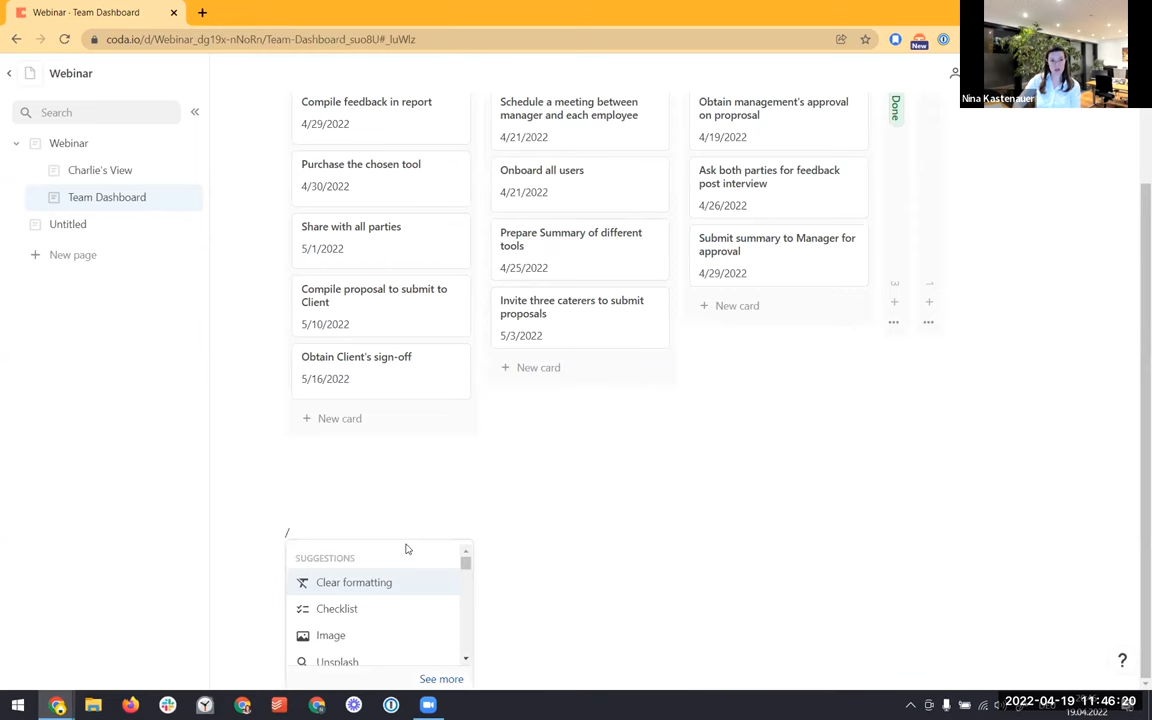 Webinar · Team Dashboard
coda.io/d/Webinar_dg19x-nNoRn/Team-Dashboard_suo8U#_luWlz
New
Webinar
Search
Webinar
Charlie's View
Team Dashboard
Untitled
New page
Compile feedback in report
4/29/2022
Purchase the chosen tool
4/30/2022
Share with all parties
5/1/2022
Compile proposal to submit to
Client
5/10/2022
Obtain Client's sign-off
5/16/2022
New card
Schedule a meeting between
manager and each employee
4/21/2022
Onboard all users
4/21/2022
Prepare Summary of different
tools
4/25/2022
Invite three caterers to submit
proposals
5/3/2022
New card
Obtain management's approval
on proprosal
4/19/2022
Ask both parties for feedback
post interview
4/26/2022
Submit summary to Manager for
approval
4/29/2022
New card
Done
3
1
Nina Kastenauer
/
SUGGESTIONS
Clear formatting
Checklist
Image
Unsplash
See more
?
2022-04-19 11:46:20
19.04.2022